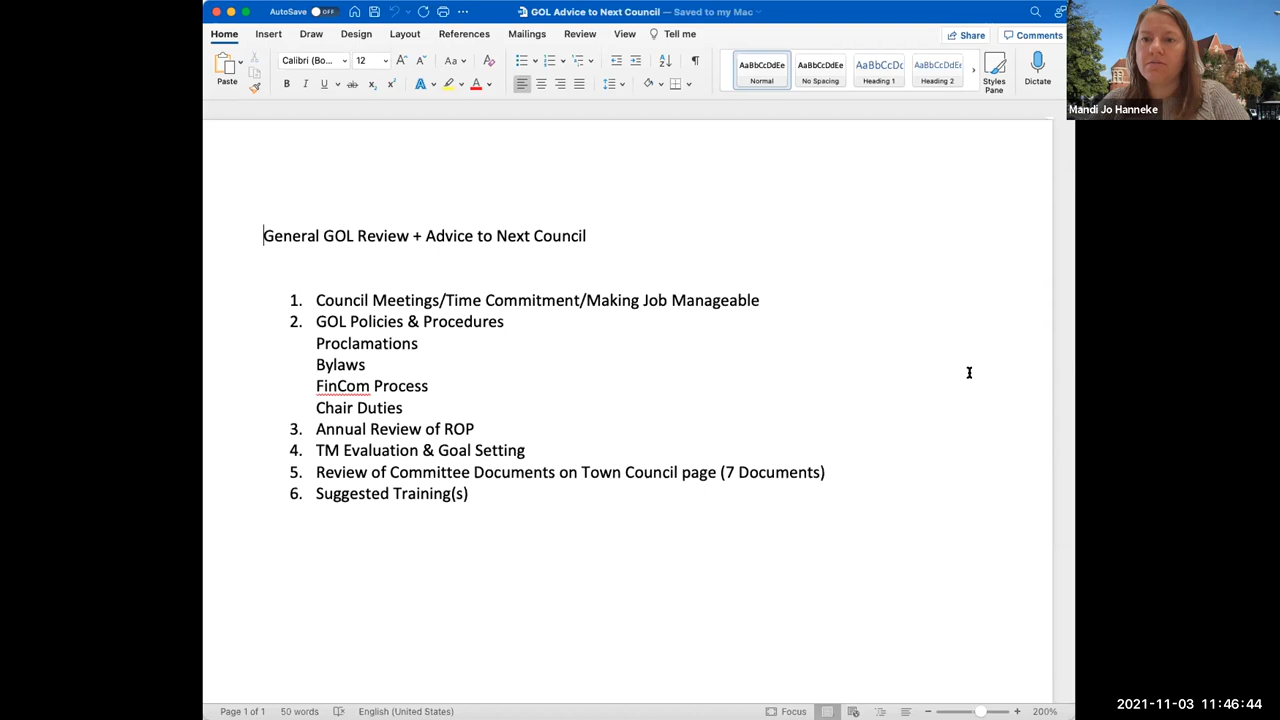 AutoSave OFF
GOL Advice to Next Council — Saved to my Mac
Home Insert Draw Design Layout References Mailings Review View Tell me
Share Comments
Paste
Calibri (Bo... 12
AaBbCcDdEe
Normal
AaBbCcDdEe
No Spacing
AaBbCcDc
Heading 1
AaBbCcDdEe
Heading 2
Styles
Pane
Dictate
Mandi Jo Hanneke
General GOL Review + Advice to Next Council
1. Council Meetings/Time Commitment/Making Job Manageable
2. GOL Policies & Procedures
Proclamations
Bylaws
FinCom Process
Chair Duties
3. Annual Review of ROP
4. TM Evaluation & Goal Setting
5. Review of Committee Documents on Town Council page (7 Documents)
6. Suggested Training(s)
Page 1 of 1 50 words English (United States) Focus 200%
2021-11-03 11:46:44